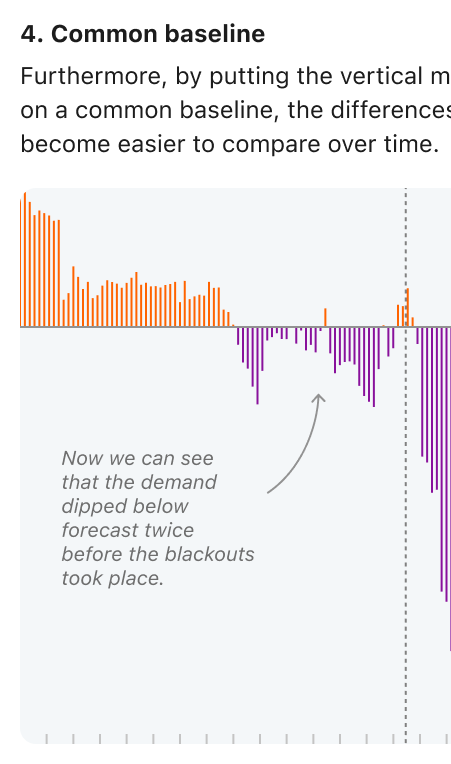 4. Common baseline
Furthermore, by putting the vertical
on a common baseline, the differences
become easier to compare over time.
Now we can see
that the demand
dipped below
forecast twice
before the blackouts
took place.